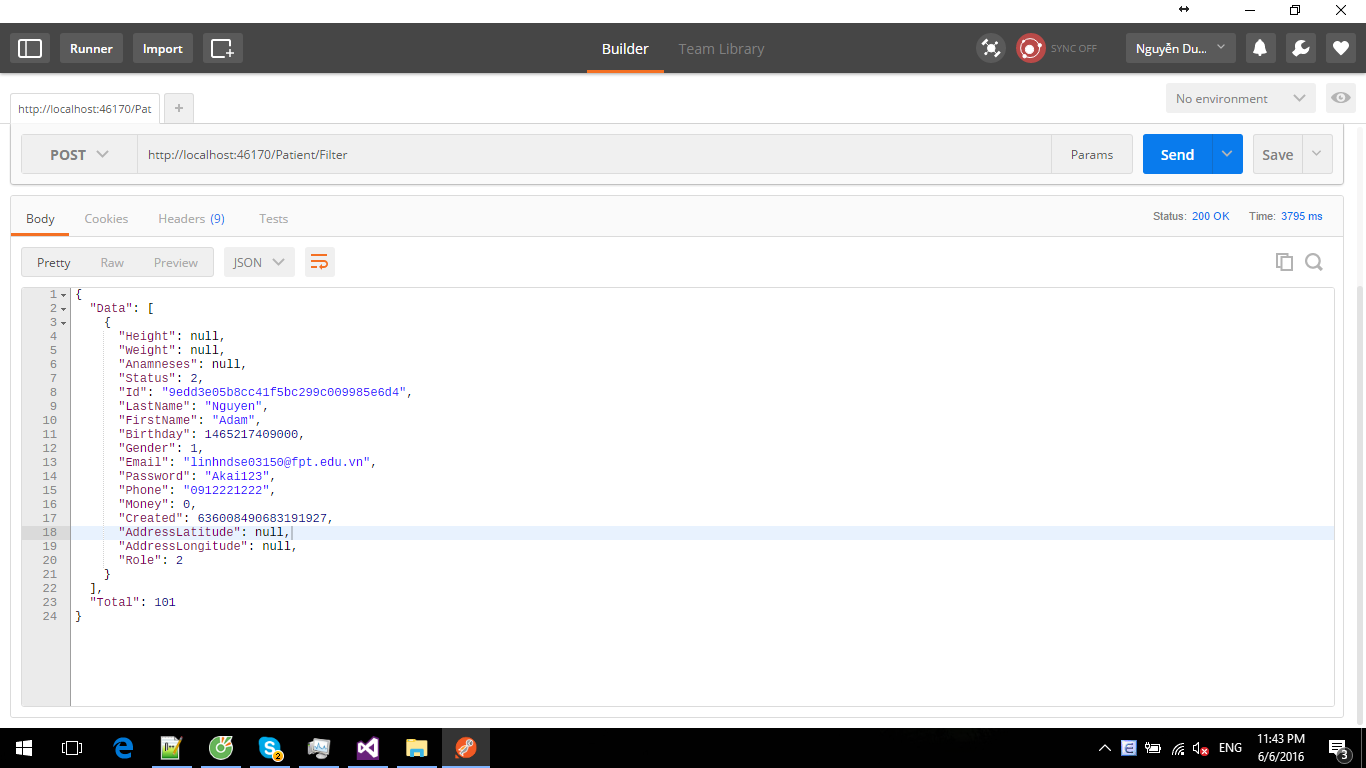 Runner Import Builder Team Library SYNC OFF Nguyễn Du...
http://localhost:46170/Pat + No environment
POST http://localhost:46170/Patient/Filter Params Send Save
Body Cookies Headers (9) Tests Status: 200 OK Time: 3795 ms
Pretty Raw Preview JSON
1 {
2 "Data": [
3 {
4 "Height": null,
5 "Weight": null,
6 "Anamneses": null,
7 "Status": 2,
8 "Id": "9edd3e05b8cc41f5bc299c009985e6d4",
9 "LastName": "Nguyen",
10 "FirstName": "Adam",
11 "Birthday": 1465217409000,
12 "Gender": 1,
13 "Email": "linhndse03150@fpt.edu.vn",
14 "Password": "Akai123",
15 "Phone": "0912221222",
16 "Money": 0,
17 "Created": 636008490683191927,
18 "AddressLatitude": null,
19 "AddressLongitude": null,
20 "Role": 2
21 }
22 ],
23 "Total": 101
24 }
2 ENG 11:43 PM
6/6/2016 3